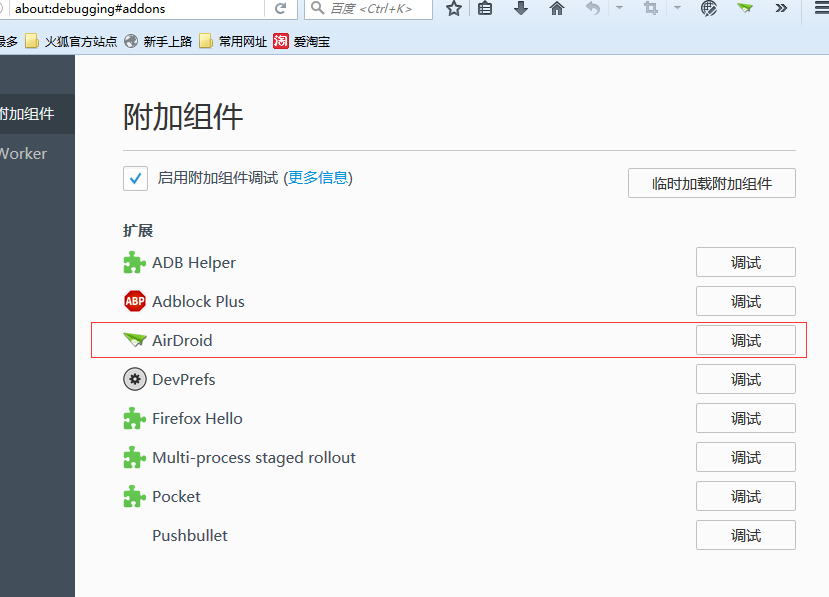 about:debugging#addons
百度 <Ctrl+K>
最多 火狐官方站点 新手上路 常用网址 淘 爱淘宝
附加组件
Worker
附加组件
启用附加组件调试 (更多信息)
临时加载附加组件
扩展
ADB Helper 调试
ABP Adblock Plus 调试
AirDroid 调试
DevPrefs 调试
Firefox Hello 调试
Multi-process staged rollout 调试
Pocket 调试
Pushbullet 调试